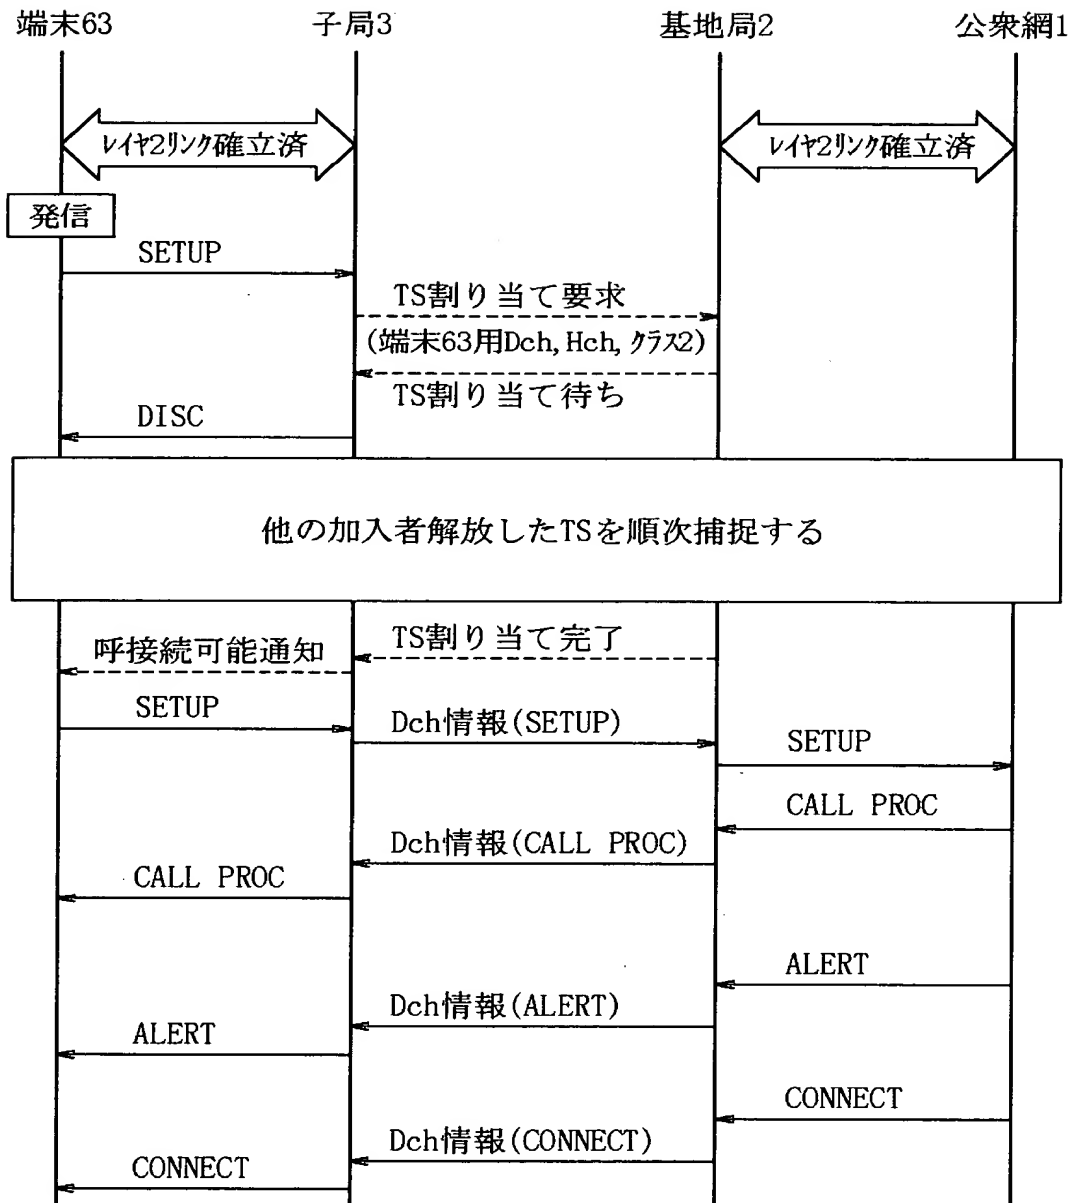 端末63
子局3
基地局2
公衆網1
ﾚｲﾔ2ﾘﾝｸ確立済
ﾚｲﾔ2ﾘﾝｸ確立済
発信
SETUP
TS割り当て要求
(端末63用Dch, Hch, ｸﾗｽ2)
TS割り当て待ち
DISC
他の加入者解放したTSを順次捕捉する
TS割り当て完了
呼接続可能通知
SETUP
Dch情報(SETUP)
SETUP
CALL PROC
Dch情報(CALL PROC)
CALL PROC
ALERT
Dch情報(ALERT)
ALERT
CONNECT
Dch情報(CONNECT)
CONNECT